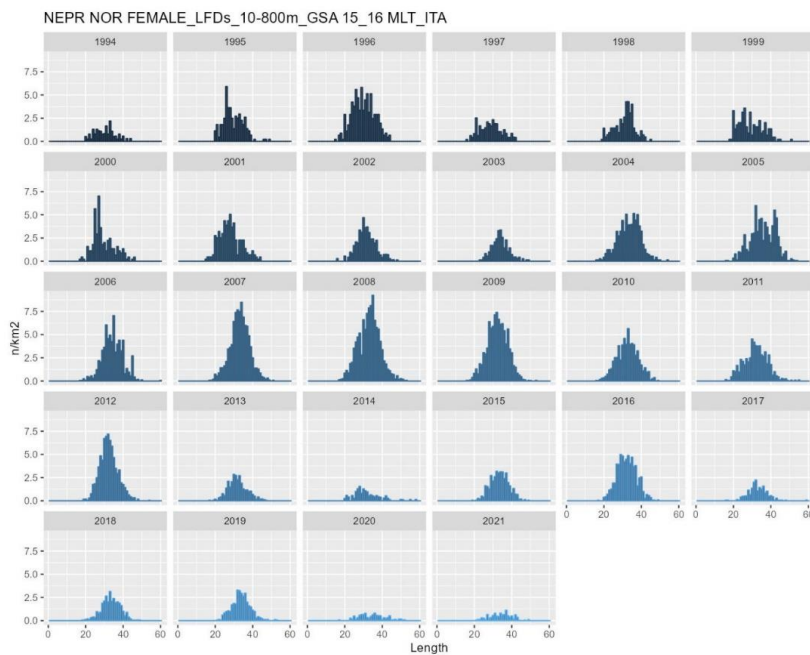 NEPR NOR FEMALE_LFDs_10-800m_GSA 15_16 MLT_ITA
1994 1995 1996 1997 1998 1999
7.5
5.0
2.5
0.0
2000 2001 2002 2003 2004 2005
7.5
5.0
2.5
0.0
2006 2007 2008 2009 2010 2011
7.5
5.0
2.5
0.0
n/km2
2012 2013 2014 2015 2016 2017
7.5
5.0
2.5
0.0
0 20 40 60 0 20 40 60
2018 2019 2020 2021
7.5
5.0
2.5
0.0
0 20 40 60 0 20 40 60 0 20 40 60 0 20 40 60
Length